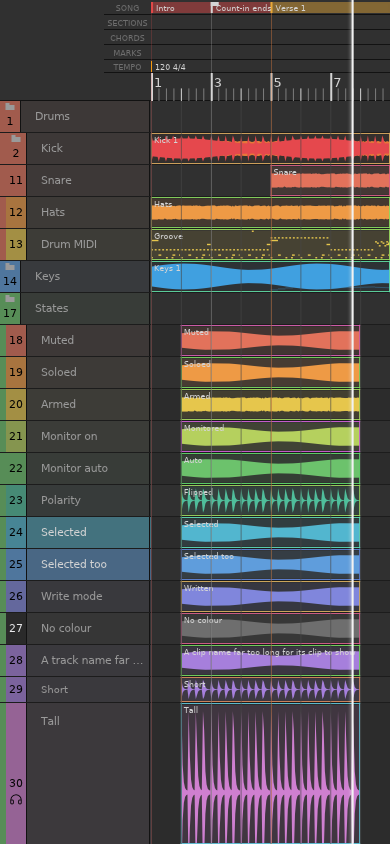 SONG Intro Count-in ends Verse 1
SECTIONS
CHORDS
MARKS
TEMPO 120 4/4
1 3 5 7
1 Drums
2 Kick Kick 1
11 Snare Snare
12 Hats Hats
13 Drum MIDI Groove
14 Keys Keys 1
17 States
18 Muted Muted
19 Soloed Soloed
20 Armed Armed
21 Monitor on Monitored
22 Monitor auto Auto
23 Polarity Flipped
24 Selected Selected
25 Selected too Selected too
26 Write mode Written
27 No colour No colour
28 A track name far ... A clip name far too long for its clip to show
29 Short Short
30 Tall Tall